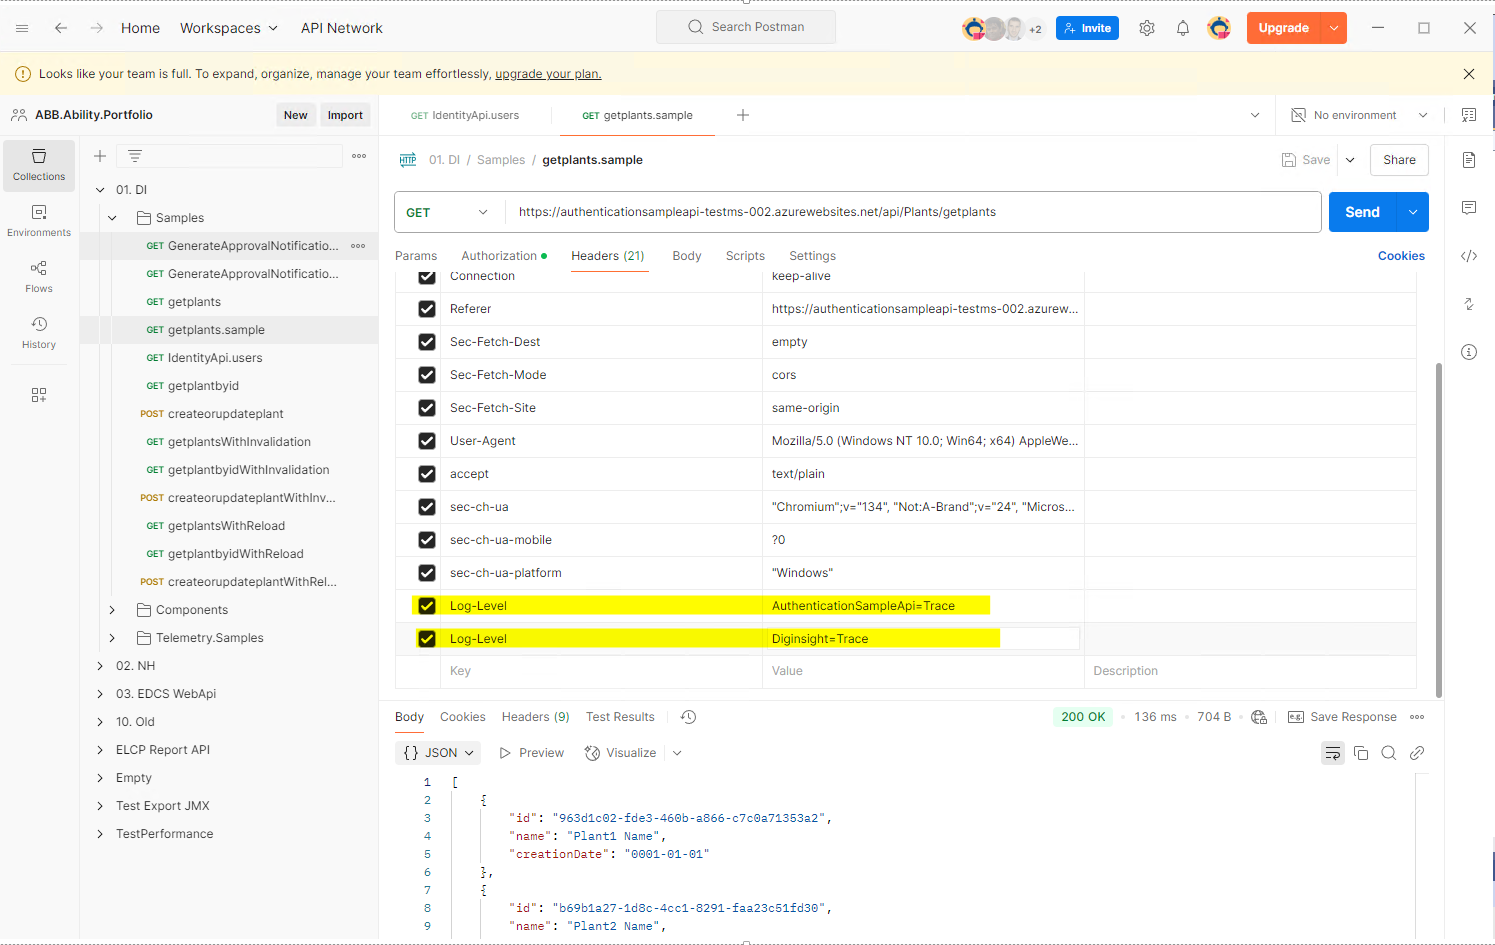 Home
Workspaces
API Network
Search Postman
+2
Invite
Upgrade
Looks like your team is full. To expand, organize, manage your team effortlessly, upgrade your plan.
ABB.Ability.Portfolio
New
Import
GET IdentityApi.users
GET getplants.sample
No environment
Collections
Environments
Flows
History
01. DI
Samples
GET GenerateApprovalNotificatio...
GET GenerateApprovalNotificatio...
GET getplants
GET getplants.sample
GET IdentityApi.users
GET getplantbyid
POST createorupdateplant
GET getplantsWithInvalidation
GET getplantbyidWithInvalidation
POST createorupdateplantWithInv...
GET getplantsWithReload
GET getplantbyidWithReload
POST createorupdateplantWithRel...
Components
Telemetry.Samples
02. NH
03. EDCS WebApi
10. Old
ELCP Report API
Empty
Test Export JMX
TestPerformance
HTTP 01. DI / Samples / getplants.sample
Save
Share
GET
https://authenticationsampleapi-testms-002.azurewebsites.net/api/Plants/getplants
Send
Params Authorization Headers (21) Body Scripts Settings
Cookies
Connection keep-alive
Referer https://authenticationsampleapi-testms-002.azurew...
Sec-Fetch-Dest empty
Sec-Fetch-Mode cors
Sec-Fetch-Site same-origin
User-Agent Mozilla/5.0 (Windows NT 10.0; Win64; x64) AppleWe...
accept text/plain
sec-ch-ua "Chromium";v="134", "Not:A-Brand";v="24", "Micros...
sec-ch-ua-mobile ?0
sec-ch-ua-platform "Windows"
Log-Level AuthenticationSampleApi=Trace
Log-Level Diginsight=Trace
Key Value Description
Body Cookies Headers (9) Test Results
200 OK • 136 ms • 704 B •
e.g. Save Response
{} JSON
Preview
Visualize
1 [
2 {
3 "id": "963d1c02-fde3-460b-a866-c7c0a71353a2",
4 "name": "Plant1 Name",
5 "creationDate": "0001-01-01"
6 },
7 {
8 "id": "b69b1a27-1d8c-4cc1-8291-faa23c51fd30",
9 "name": "Plant2 Name",